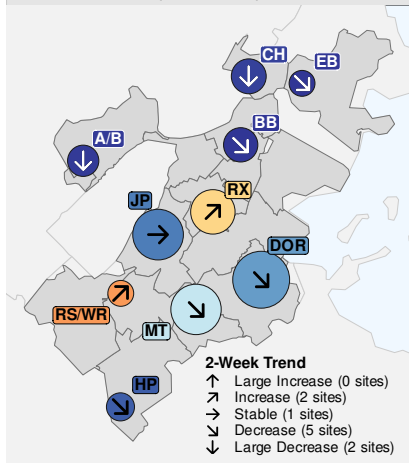 CH
EB
BB
A/B
RX
JP
DOR
RS/WR
MT
HP
2-Week Trend
↑ Large Increase (0 sites)
↗ Increase (2 sites)
→ Stable (1 sites)
↘ Decrease (5 sites)
↓ Large Decrease (2 sites)